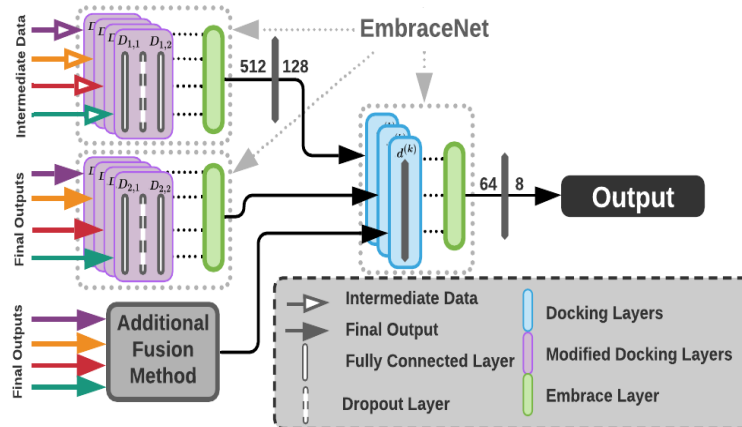 Intermediate Data
D1,1 D1,2
512 128
EmbraceNet
d(k)
Final Outputs
D2,1 D2,2
64 8
Output
Final Outputs
Additional
Fusion
Method
Intermediate Data
Final Output
Fully Connected Layer
Dropout Layer
Docking Layers
Modified Docking Layers
Embrace Layer